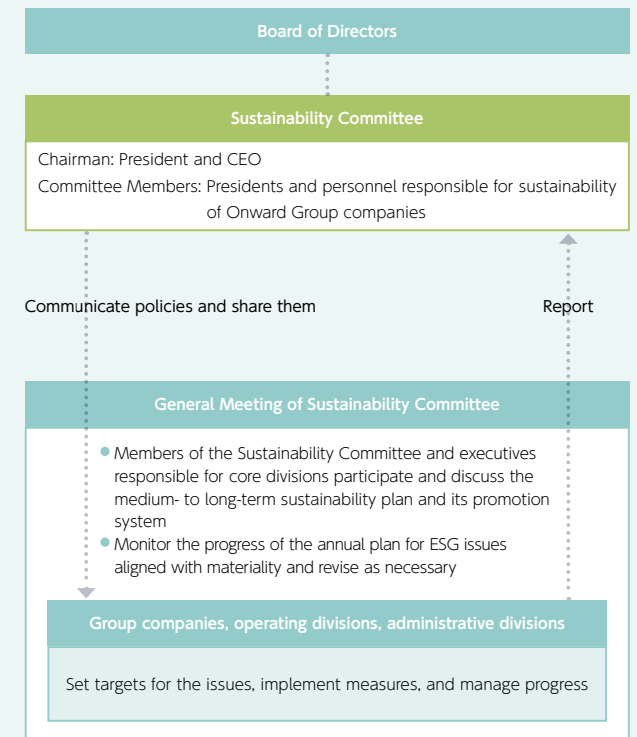 Board of Directors
Sustainability Committee
Chairman: President and CEO
Committee Members: Presidents and personnel responsible for sustainability
of Onward Group companies
Communicate policies and share them
Report
General Meeting of Sustainability Committee
● Members of the Sustainability Committee and executives
responsible for core divisions participate and discuss the
medium- to long-term sustainability plan and its promotion
system
● Monitor the progress of the annual plan for ESG issues
aligned with materiality and revise as necessary
Group companies, operating divisions, administrative divisions
Set targets for the issues, implement measures, and manage progress